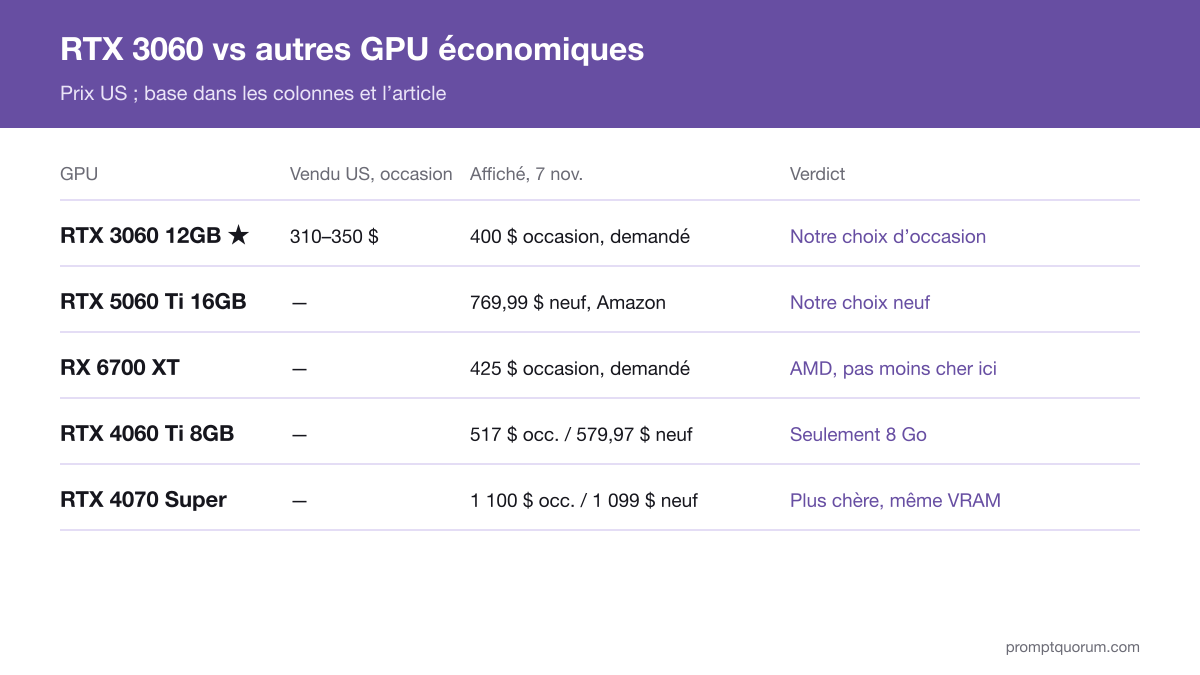 RTX 3060 vs autres GPU économiques
Prix US ; base dans les colonnes et l’article
GPU Vendu US, occasion Affiché, 7 nov. Verdict
RTX 3060 12GB ★ 310–350 $ 400 $ occasion, demandé Notre choix d’occasion
RTX 5060 Ti 16GB — 769,99 $ neuf, Amazon Notre choix neuf
RX 6700 XT — 425 $ occasion, demandé AMD, pas moins cher ici
RTX 4060 Ti 8GB — 517 $ occ. / 579,97 $ neuf Seulement 8 Go
RTX 4070 Super — 1 100 $ occ. / 1 099 $ neuf Plus chère, même VRAM
promptquorum.com